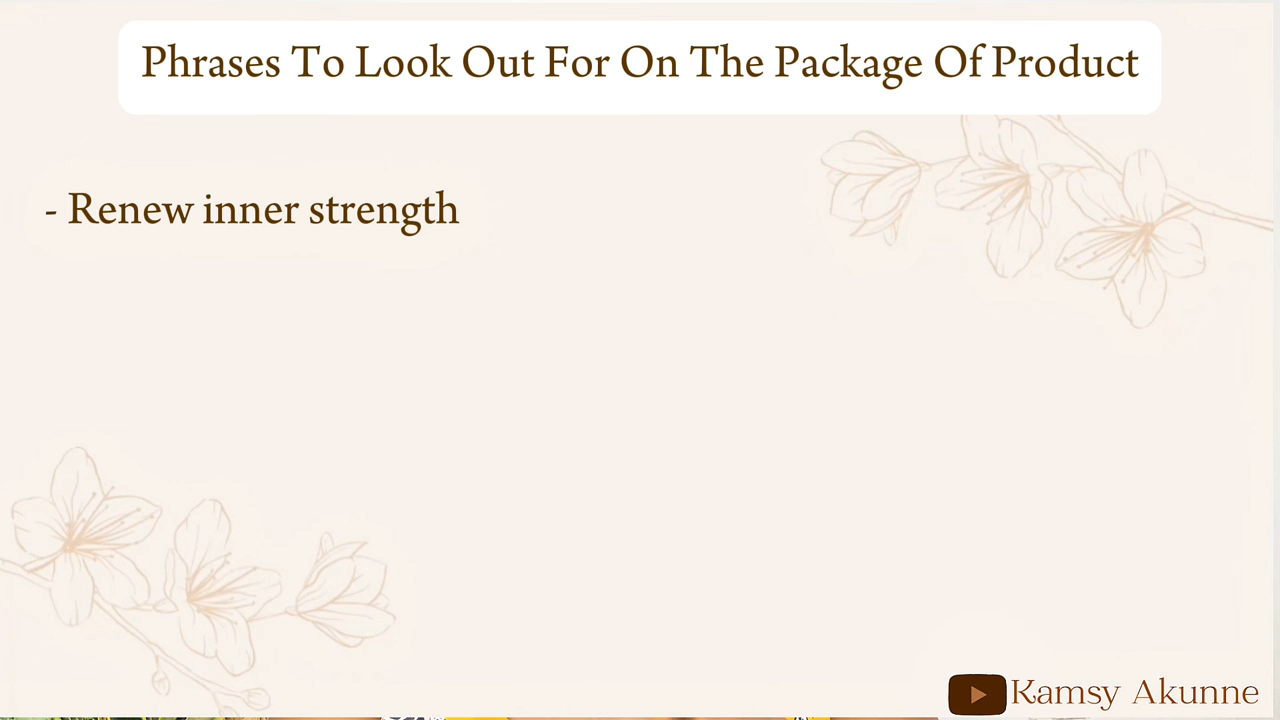 Phrases To Look Out For On The Package Of Product
- Renew inner strength
Kamsy Akunne